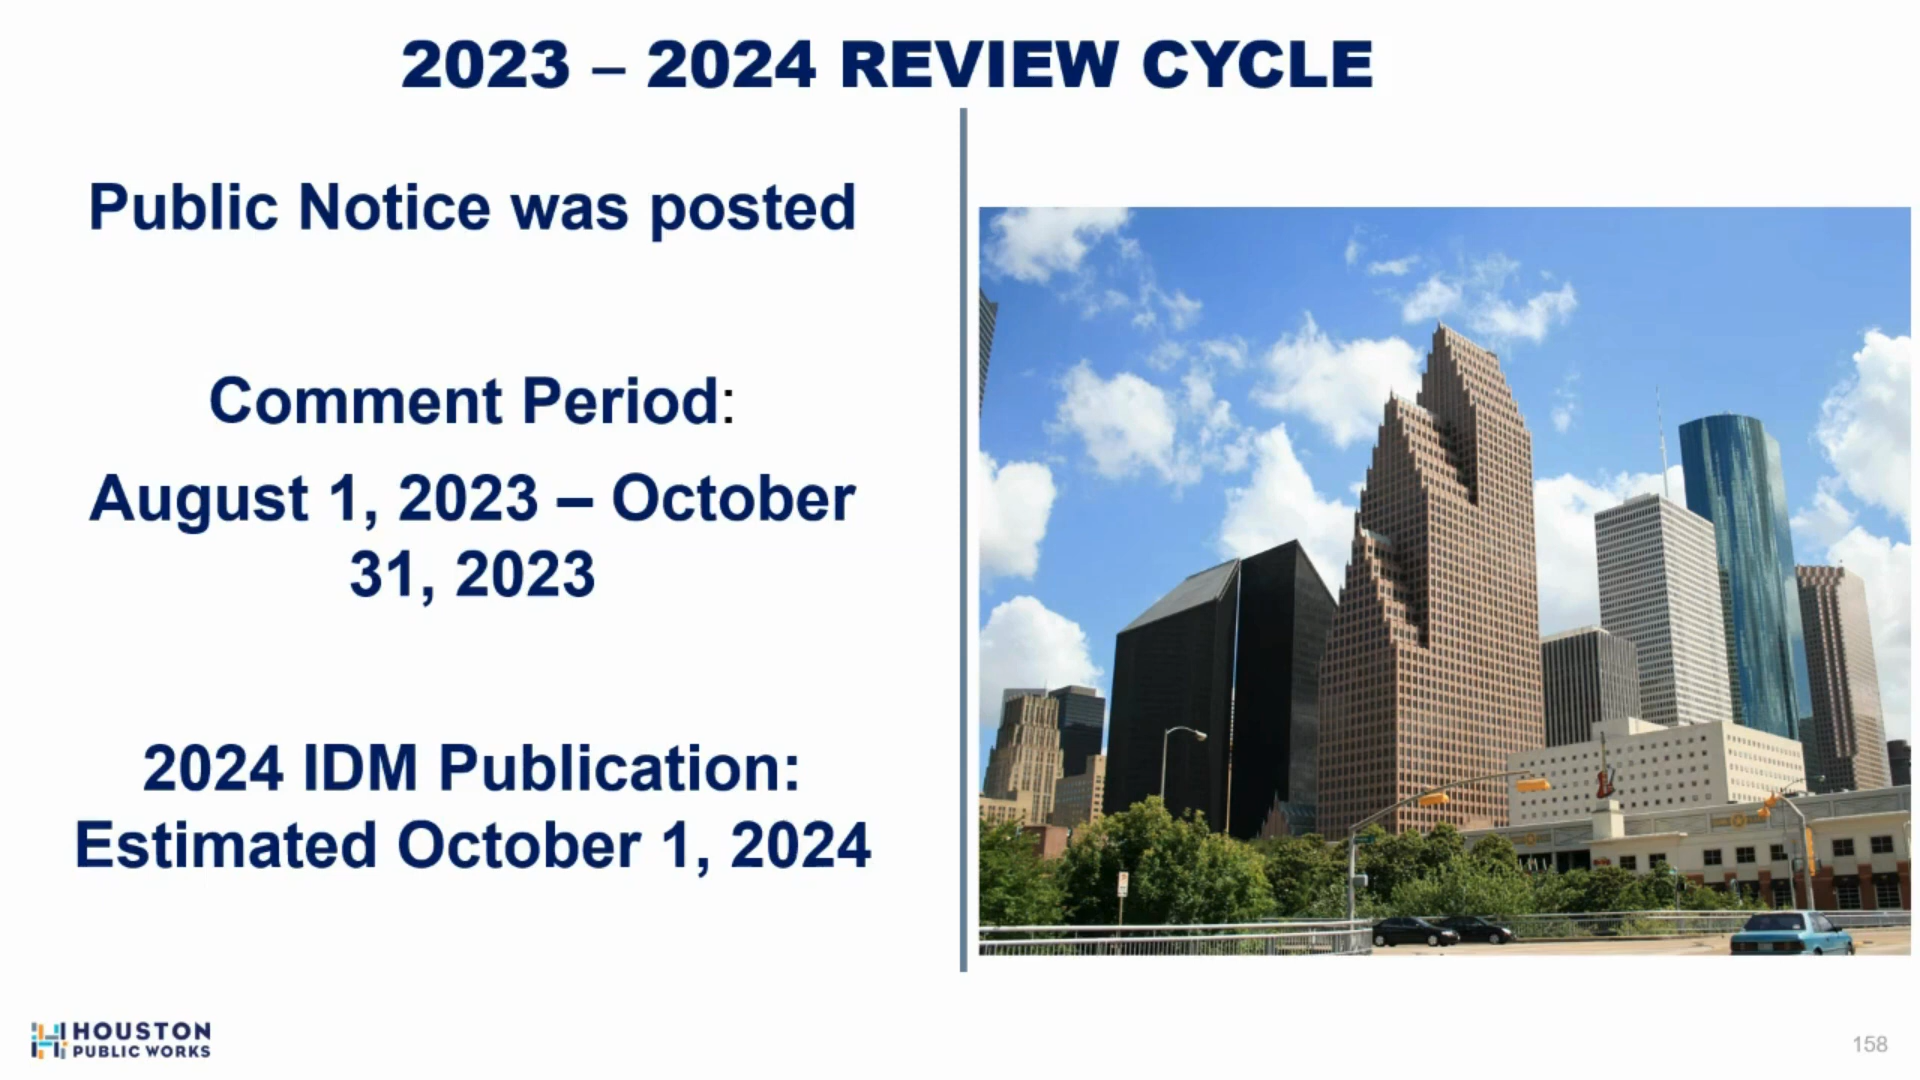 2023 – 2024 REVIEW CYCLE
Public Notice was posted
Comment Period:
August 1, 2023 – October
31, 2023
2024 IDM Publication:
Estimated October 1, 2024
HOUSTON
PUBLIC WORKS
158